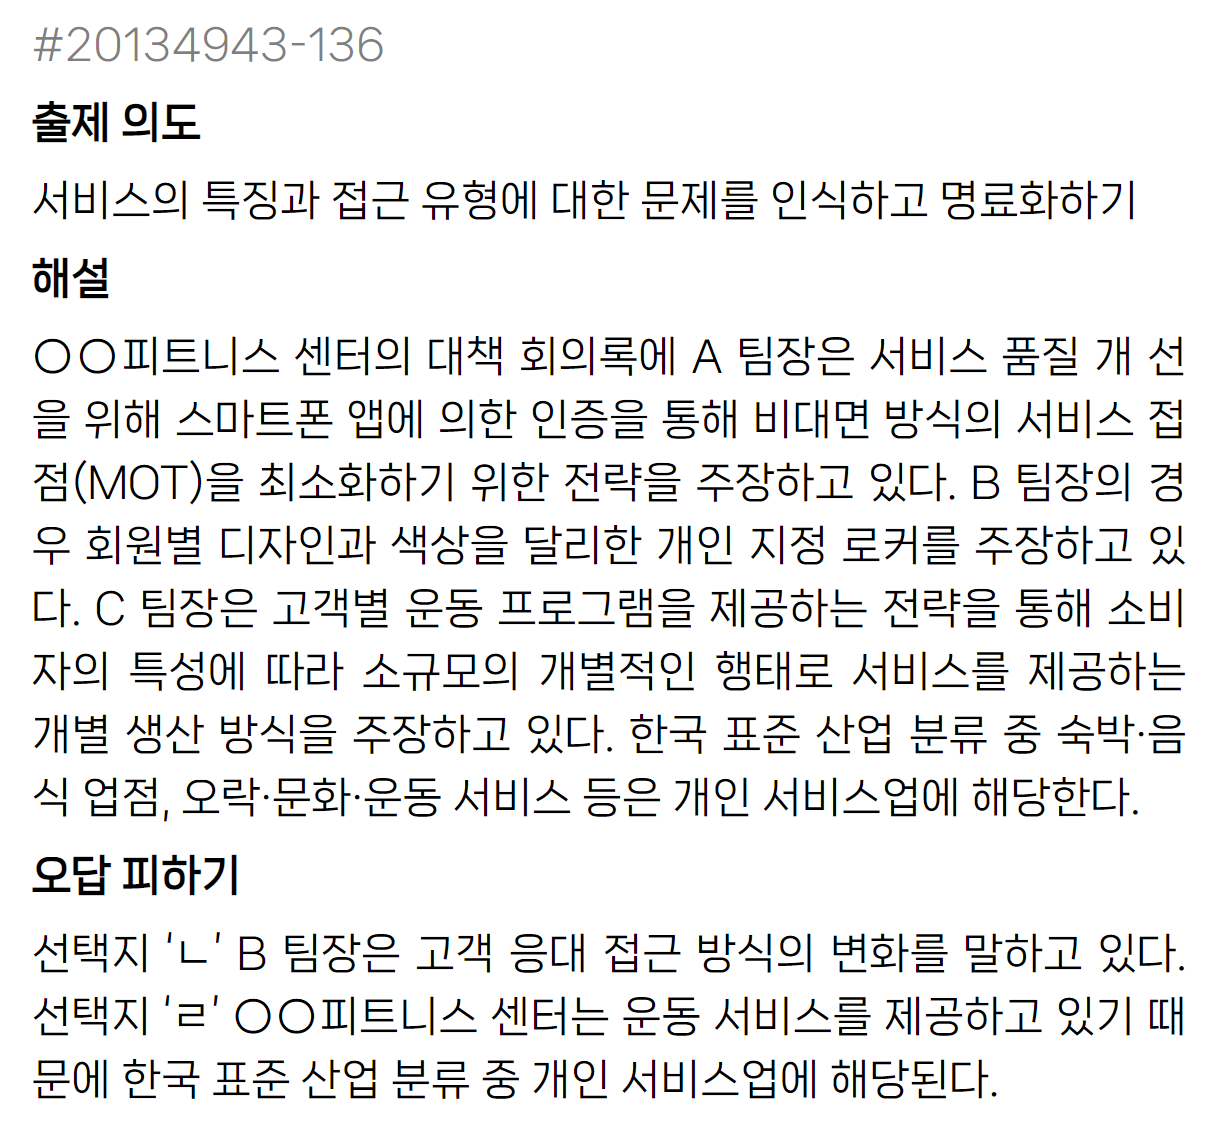 #20134943-136
출제 의도
서비스의 특징과 접근 유형에 대한 문제를 인식하고 명료화하기
해설
○○피트니스 센터의 대책 회의록에 A 팀장은 서비스 품질 개 선
을 위해 스마트폰 앱에 의한 인증을 통해 비대면 방식의 서비스 접
점(MOT)을 최소화하기 위한 전략을 주장하고 있다. B 팀장의 경
우 회원별 디자인과 색상을 달리한 개인 지정 로커를 주장하고 있
다. C 팀장은 고객별 운동 프로그램을 제공하는 전략을 통해 소비
자의 특성에 따라 소규모의 개별적인 행태로 서비스를 제공하는
개별 생산 방식을 주장하고 있다. 한국 표준 산업 분류 중 숙박·음
식 업점, 오락·문화·운동 서비스 등은 개인 서비스업에 해당한다.
오답 피하기
선택지 ‘ㄴ’ B 팀장은 고객 응대 접근 방식의 변화를 말하고 있다.
선택지 ‘ㄹ’ ○○피트니스 센터는 운동 서비스를 제공하고 있기 때
문에 한국 표준 산업 분류 중 개인 서비스업에 해당된다.